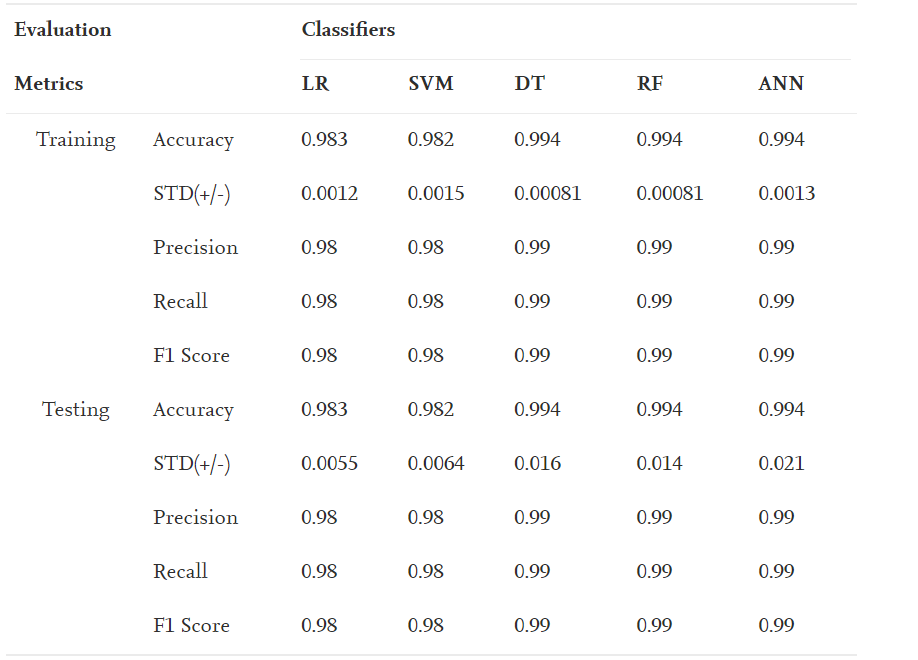 Evaluation Classifiers
Metrics LR SVM DT RF ANN
Training Accuracy 0.983 0.982 0.994 0.994 0.994
STD(+/-) 0.0012 0.0015 0.00081 0.00081 0.0013
Precision 0.98 0.98 0.99 0.99 0.99
Recall 0.98 0.98 0.99 0.99 0.99
F1 Score 0.98 0.98 0.99 0.99 0.99
Testing Accuracy 0.983 0.982 0.994 0.994 0.994
STD(+/-) 0.0055 0.0064 0.016 0.014 0.021
Precision 0.98 0.98 0.99 0.99 0.99
Recall 0.98 0.98 0.99 0.99 0.99
F1 Score 0.98 0.98 0.99 0.99 0.99